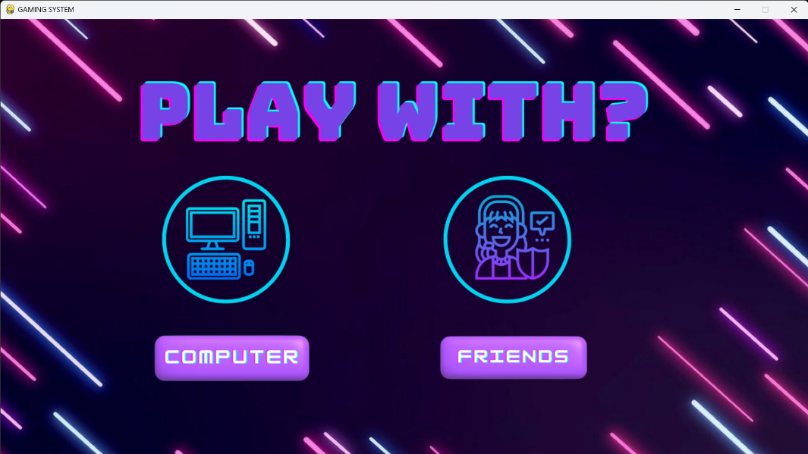 GAMING SYSTEM
PLAY WITH?
COMPUTER
FRIENDS